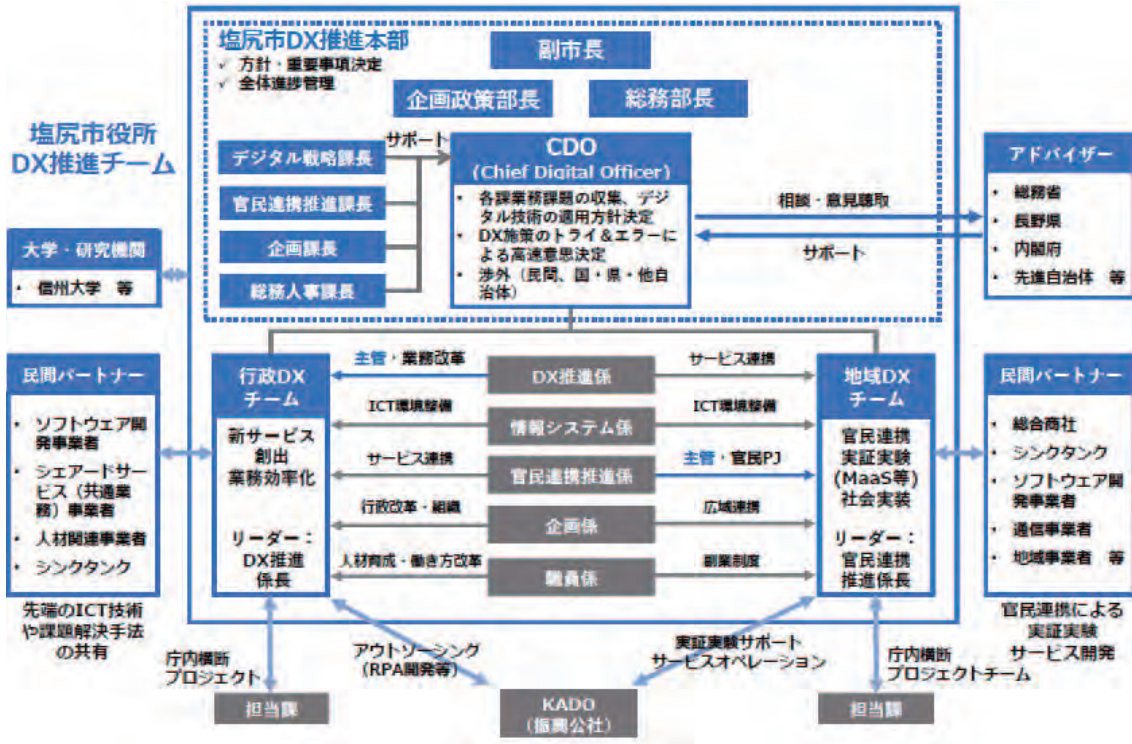 塩尻市DX推進本部
✓ 方針・重要事項決定
✓ 全体進捗管理
副市長
企画政策部長
総務部長
塩尻市役所
DX推進チーム
デジタル戦略課長
官民連携推進課長
企画課長
総務人事課長
サポート
CDO
(Chief Digital Officer)
• 各課業務課題の収集、デジ
タル技術の適用方針決定
• DX施策のトライ＆エラーに
よる高速意思決定
• 渉外（民間、国・県・他自
治体）
相談・意見聴取
サポート
アドバイザー
• 総務省
• 長野県
• 内閣府
• 先進自治体 等
大学・研究機関
• 信州大学 等
民間パートナー
• ソフトウェア開
発事業者
• シェアードサー
ビス（共通業
務）事業者
• 人材関連事業者
• シンクタンク
先端のICT技術
や課題解決手法
の共有
行政DX
チーム
新サービス
創出
業務効率化
リーダー：
DX推進
係長
主管・業務改革
DX推進係
サービス連携
ICT環境整備
情報システム係
ICT環境整備
サービス連携
官民連携推進係
主管・官民PJ
行政改革・組織
企画係
広域連携
人材育成・働き方改革
職員係
副業制度
地域DX
チーム
官民連携
実証実験
(MaaS等)
社会実装
リーダー：
官民連携
推進係長
民間パートナー
• 総合商社
• シンクタンク
• ソフトウェア開
発事業者
• 通信事業者
• 地域事業者 等
官民連携による
実証実験
サービス開発
庁内横断
プロジェクト
担当課
アウトソーシング
(RPA開発等)
KADO
（振興公社）
実証実験サポート
サービスオペレーション
庁内横断
プロジェクトチーム
担当課